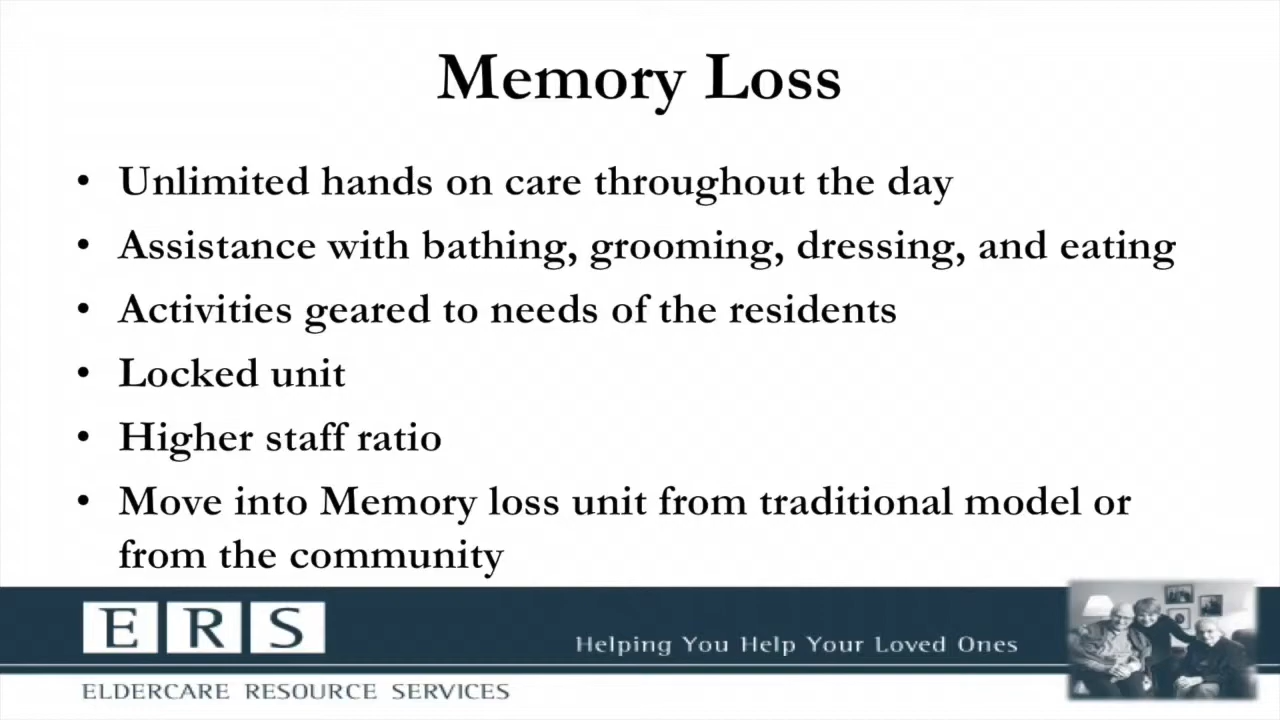 Memory Loss
• Unlimited hands on care throughout the day
• Assistance with bathing, grooming, dressing, and eating
• Activities geared to needs of the residents
• Locked unit
• Higher staff ratio
• Move into Memory loss unit from traditional model or
from the community
E R S
Helping You Help Your Loved Ones
ELDERCARE RESOURCE SERVICES